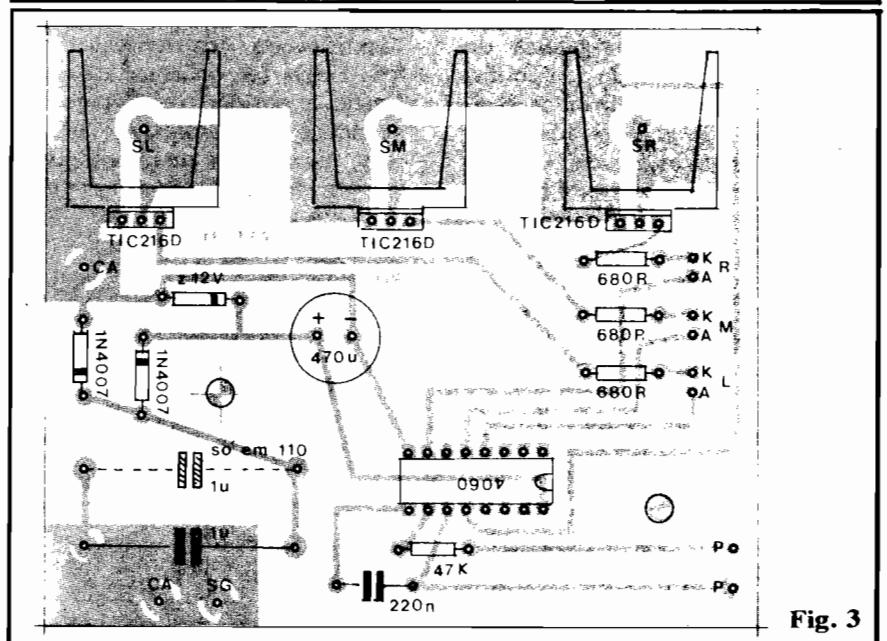 SL SM SR
TIC216D TIC216D TIC216D
CA
z12V
K R
A
680R
+ - 
470u
K M
A
680R
1N4007
1N4007
K L
A
680R
só em 110
1u
4060
1u
47K
P
CA SG
220n
P
Fig. 3